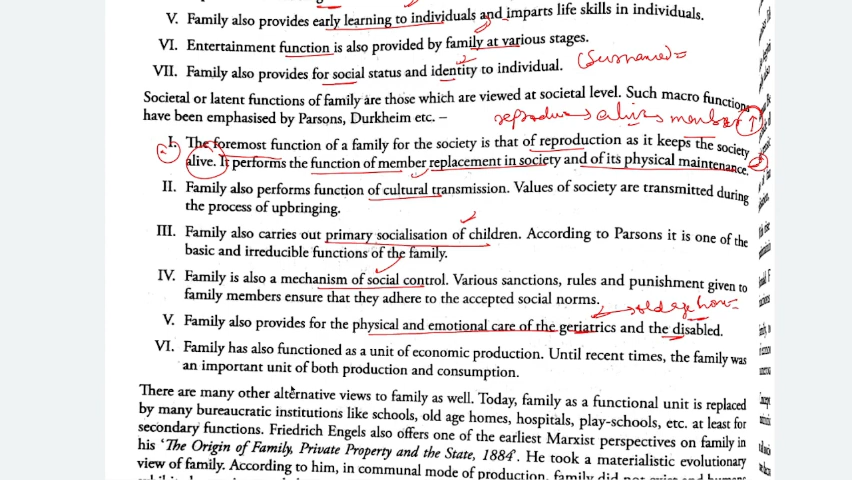 V. Family also provides early learning to individuals and imparts life skills in individuals.
VI. Entertainment function is also provided by family at various stages.
VII. Family also provides for social status and identity to individual. (Surname)
Societal or latent functions of family are those which are viewed at societal level. Such macro functions
have been emphasised by Parsons, Durkheim etc. –
I. The foremost function of a family for the society is that of reproduction as it keeps the society
alive. It performs the function of member replacement in society and of its physical maintenance.
II. Family also performs function of cultural transmission. Values of society are transmitted during
the process of upbringing.
III. Family also carries out primary socialisation of children. According to Parsons it is one of the
basic and irreducible functions of the family.
IV. Family is also a mechanism of social control. Various sanctions, rules and punishment given to
family members ensure that they adhere to the accepted social norms.
old age
V. Family also provides for the physical and emotional care of the geriatrics and the disabled.
VI. Family has also functioned as a unit of economic production. Until recent times, the family was
an important unit of both production and consumption.
There are many other alternative views to family as well. Today, family as a functional unit is replaced
by many bureaucratic institutions like schools, old age homes, hospitals, play-schools, etc. at least for
secondary functions. Friedrich Engels also offers one of the earliest Marxist perspectives on family in
his 'The Origin of Family, Private Property and the State, 1884'. He took a materialistic evolutionary
view of family. According to him, in communal mode of production, family did not exist and